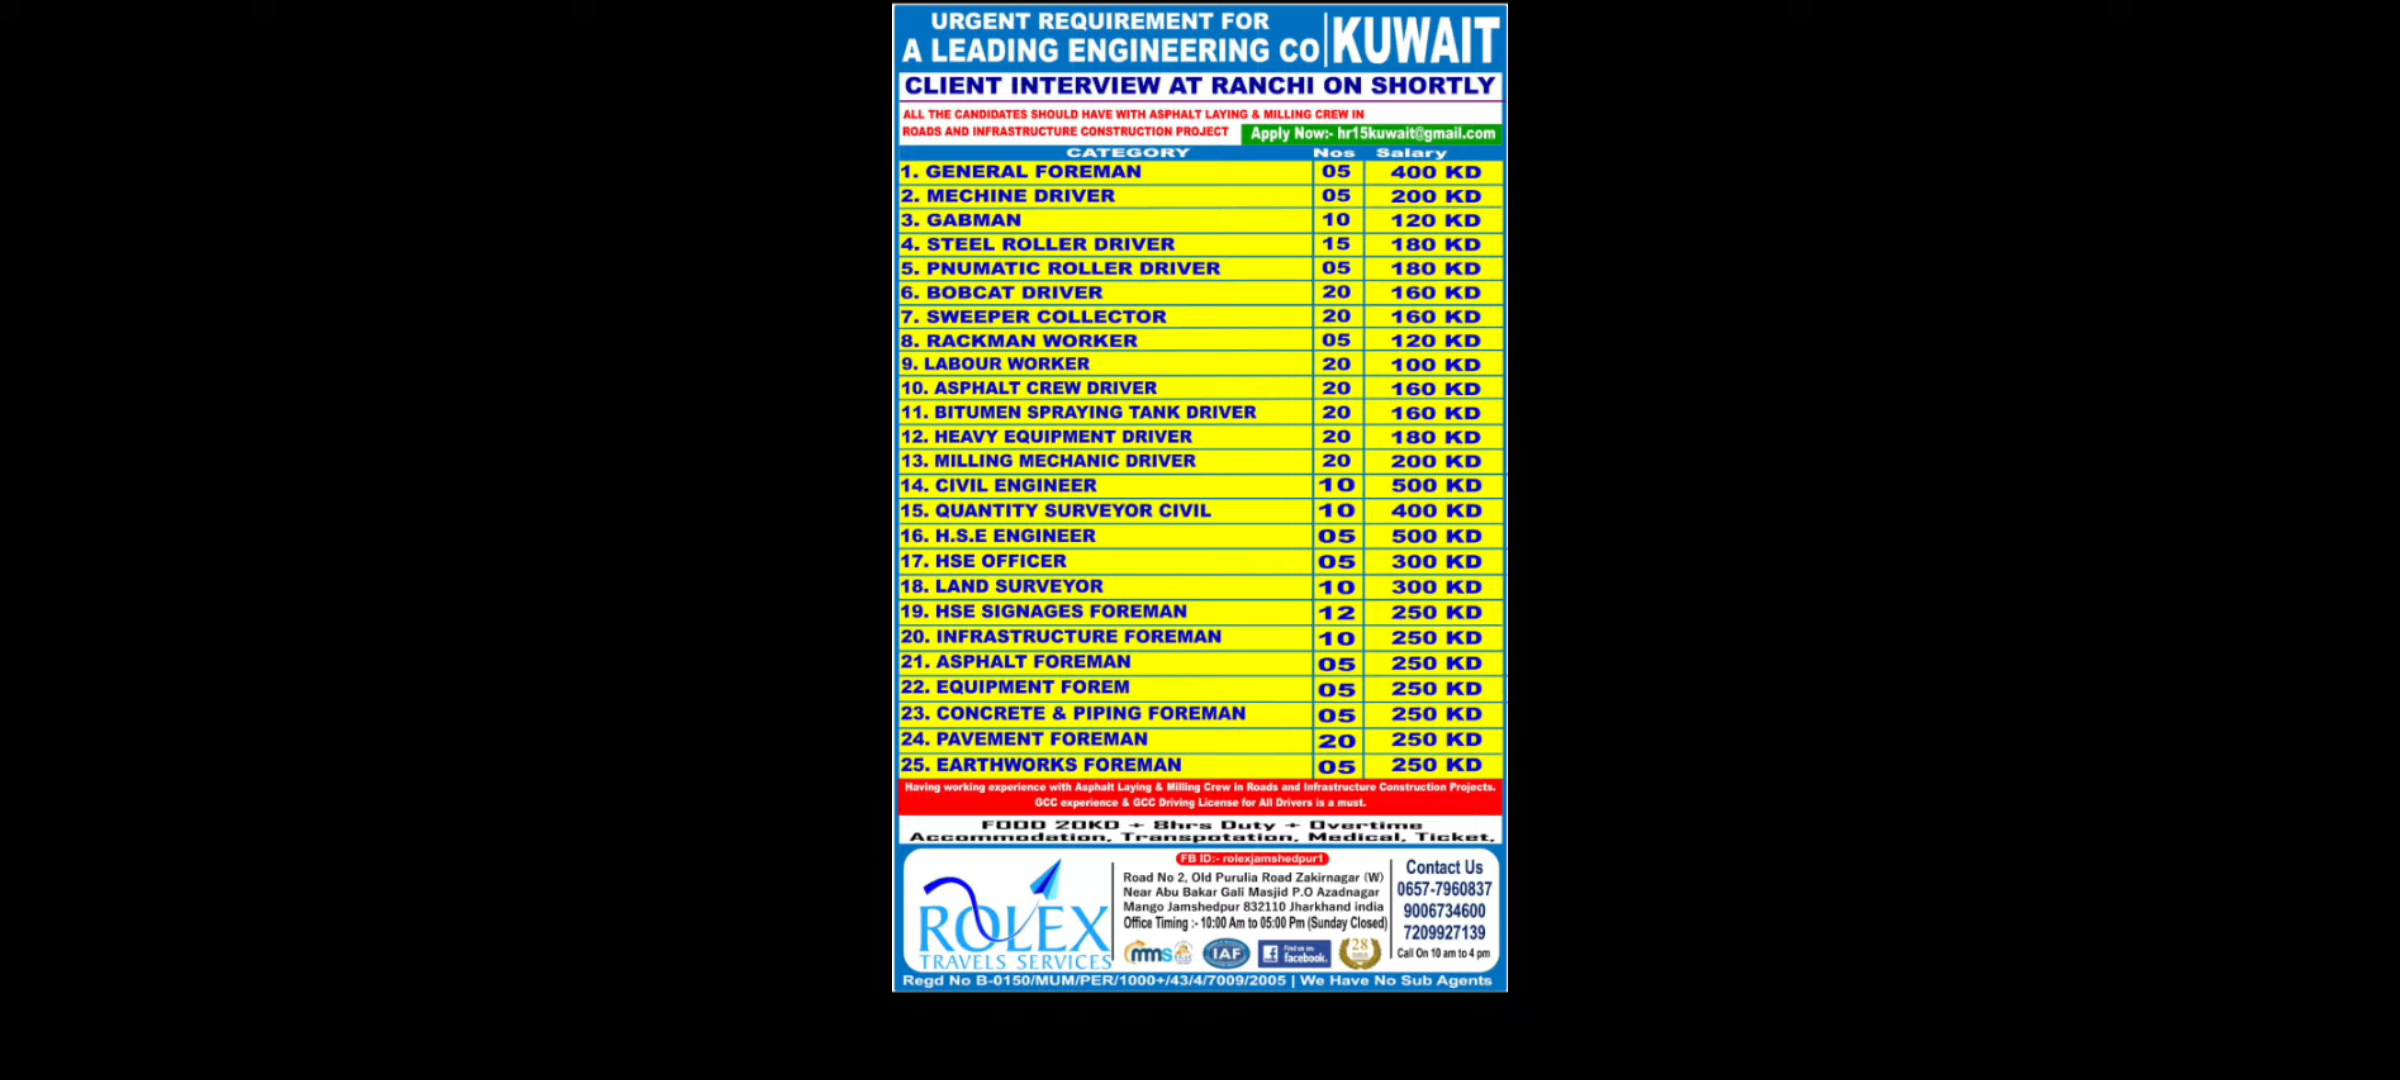 URGENT REQUIREMENT FOR
A LEADING ENGINEERING CO
KUWAIT
CLIENT INTERVIEW AT RANCHI ON SHORTLY
ALL THE CANDIDATES SHOULD HAVE WITH ASPHALT LAYING & MILLING CREW IN
ROADS AND INFRASTRUCTURE CONSTRUCTION PROJECT
Apply Now:- hr15kuwait@gmail.com
CATEGORY Nos Salary
1. GENERAL FOREMAN 05 400 KD
2. MECHINE DRIVER 05 200 KD
3. GABMAN 10 120 KD
4. STEEL ROLLER DRIVER 15 180 KD
5. PNUMATIC ROLLER DRIVER 05 180 KD
6. BOBCAT DRIVER 20 160 KD
7. SWEEPER COLLECTOR 20 160 KD
8. RACKMAN WORKER 05 120 KD
9. LABOUR WORKER 20 100 KD
10. ASPHALT CREW DRIVER 20 160 KD
11. BITUMEN SPRAYING TANK DRIVER 20 160 KD
12. HEAVY EQUIPMENT DRIVER 20 180 KD
13. MILLING MECHANIC DRIVER 20 200 KD
14. CIVIL ENGINEER 10 500 KD
15. QUANTITY SURVEYOR CIVIL 10 400 KD
16. H.S.E ENGINEER 05 500 KD
17. HSE OFFICER 05 300 KD
18. LAND SURVEYOR 10 300 KD
19. HSE SIGNAGES FOREMAN 12 250 KD
20. INFRASTRUCTURE FOREMAN 10 250 KD
21. ASPHALT FOREMAN 05 250 KD
22. EQUIPMENT FOREM 05 250 KD
23. CONCRETE & PIPING FOREMAN 05 250 KD
24. PAVEMENT FOREMAN 20 250 KD
25. EARTHWORKS FOREMAN 05 250 KD
Having working experience with Asphalt Laying & Milling Crew in Roads and Infrastructure Construction Projects.
GCC experience & GCC Driving License for All Drivers is a must.
FOOD 20KD + 8hrs Duty + Overtime
Accommodation, Transpotation, Medical, Ticket,
ROLEX
TRAVELS SERVICES
FB ID:- rolexjamshedpur1
Road No 2, Old Purulia Road Zakirnagar (W)
Near Abu Bakar Gali Masjid P.O Azadnagar
Mango Jamshedpur 832110 Jharkhand india
Office Timing :- 10:00 Am to 05:00 Pm (Sunday Closed)
IAF
Find us on
facebook.
28
Contact Us
0657-7960837
9006734600
7209927139
Call On 10 am to 4 pm
Regd No B-0150/MUM/PER/1000+/43/4/7009/2005 | We Have No Sub Agents